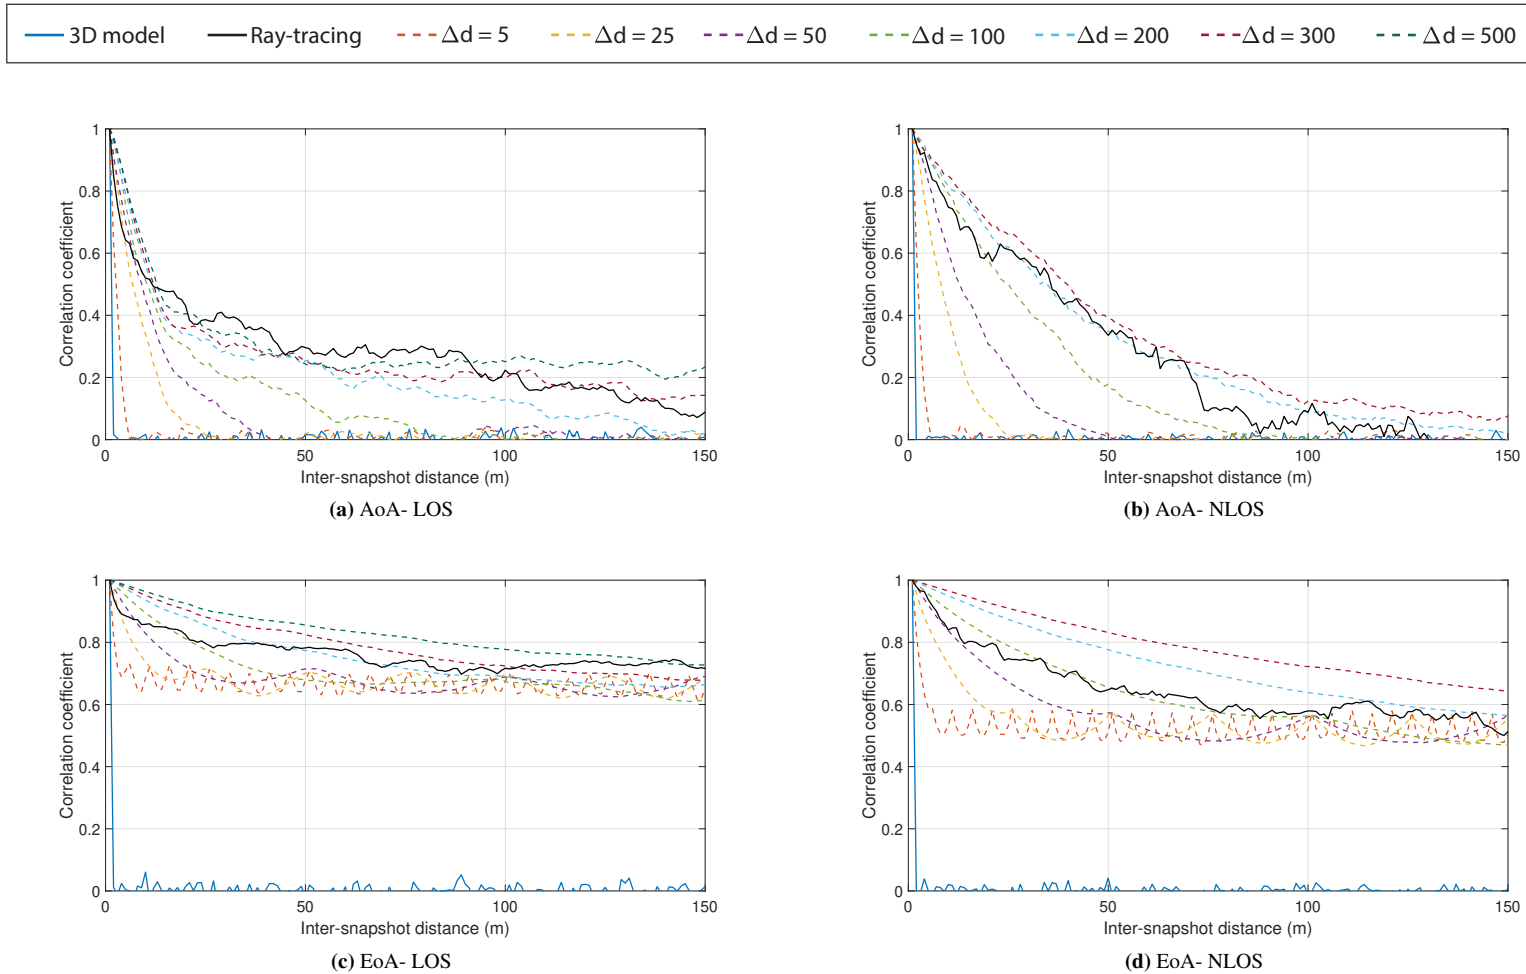 3D model Ray-tracing Δd = 5 Δd = 25 Δd = 50 Δd = 100 Δd = 200 Δd = 300 Δd = 500
1
0.8
0.6
0.4
0.2
0
Correlation coefficient
0 50 100 150
Inter-snapshot distance (m)
(a) AoA- LOS
1
0.8
0.6
0.4
0.2
0
Correlation coefficient
0 50 100 150
Inter-snapshot distance (m)
(b) AoA- NLOS
1
0.8
0.6
0.4
0.2
0
Correlation coefficient
0 50 100 150
Inter-snapshot distance (m)
(c) EoA- LOS
1
0.8
0.6
0.4
0.2
0
Correlation coefficient
0 50 100 150
Inter-snapshot distance (m)
(d) EoA- NLOS